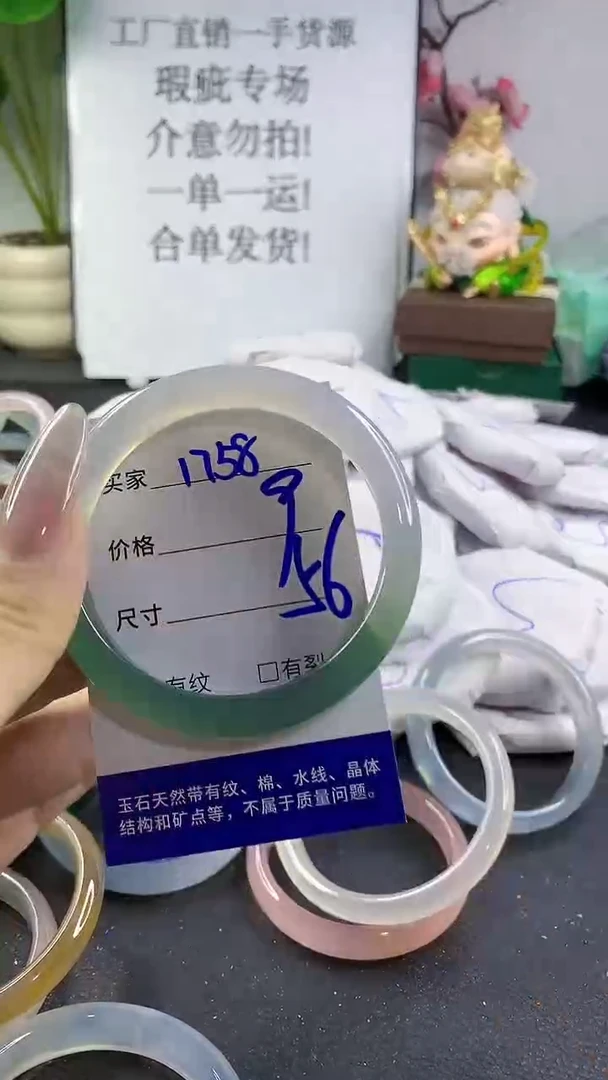 工厂直销一手货源
瑕疵专场
介意勿拍!
一单一运!
合单发货!
买家 1758
价格
尺寸 56
有纹 □有裂
玉石天然带有纹、棉、水线、晶体
结构和矿点等，不属于质量问题。